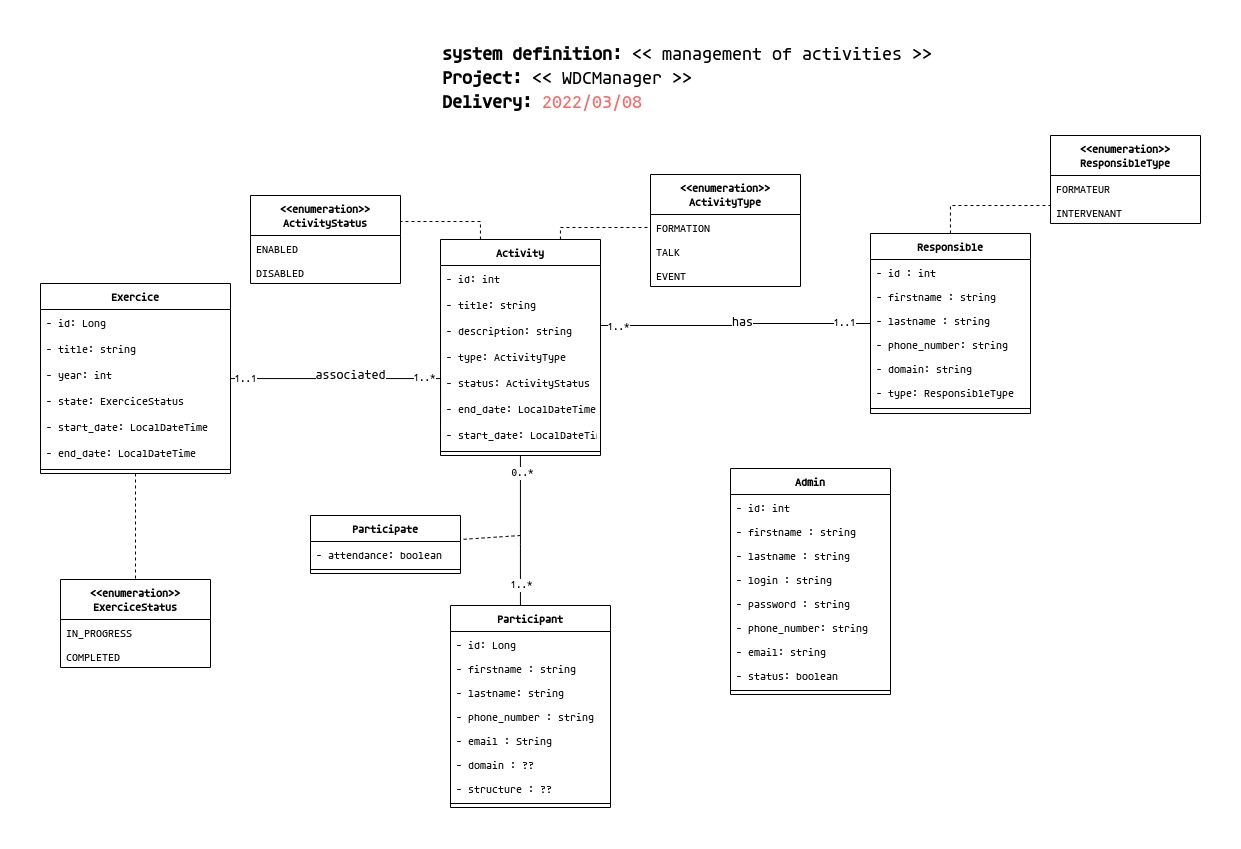 system definition: << management of activities >>
Project: << WDCManager >>
Delivery: 2022/03/08
<<enumeration>>
ResponsibleType
FORMATEUR
INTERVENANT
<<enumeration>>
ActivityType
FORMATION
TALK
EVENT
<<enumeration>>
ActivityStatus
ENABLED
DISABLED
Responsible
- id : int
- firstname : string
- lastname : string
- phone_number: string
- domain: string
- type: ResponsibleType
Activity
- id: int
- title: string
- description: string
- type: ActivityType
- status: ActivityStatus
- end_date: LocalDateTime
- start_date: LocalDateTi
1..*
has
1..1
Exercice
- id: Long
- title: string
- year: int
- state: ExerciceStatus
- start_date: LocalDateTime
- end_date: LocalDateTime
1..1
associated
1..*
0..*
Participate
- attendance: boolean
1..*
Admin
- id: int
- firstname : string
- lastname : string
- login : string
- password : string
- phone_number: string
- email: string
- status: boolean
<<enumeration>>
ExerciceStatus
IN_PROGRESS
COMPLETED
Participant
- id: Long
- firstname : string
- lastname: string
- phone_number : string
- email : String
- domain : ??
- structure : ??